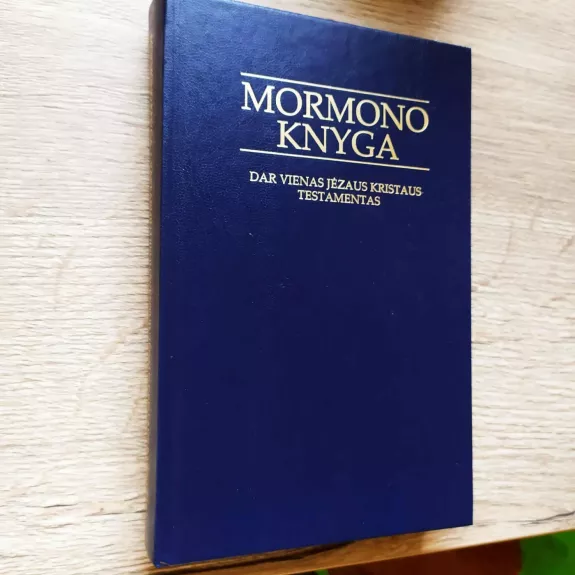 MORMONO
KNYGA
DAR VIENAS JĖZAUS KRISTAUS
TESTAMENTAS